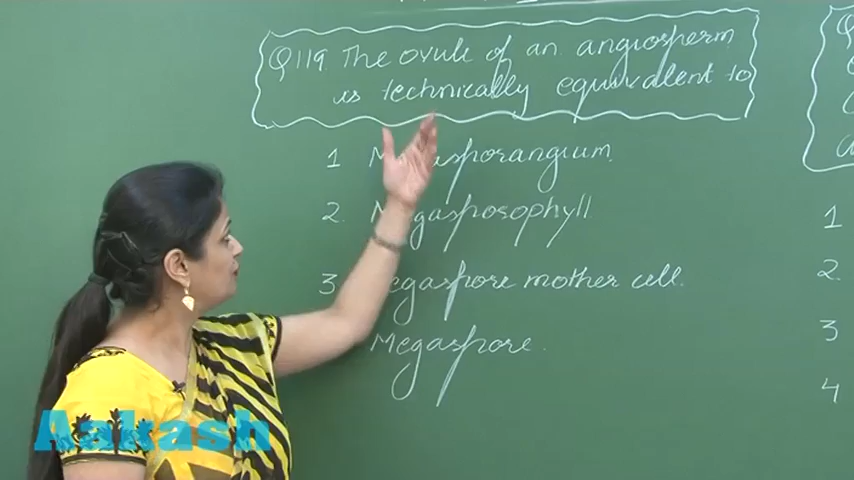 Q119. The ovule of an angiosperm
is technically equivalent to
1 Megasporangium
2. Megasposophyll
3 Megaspore mother cell.
Megaspore.
1
2
3
4
Aakash